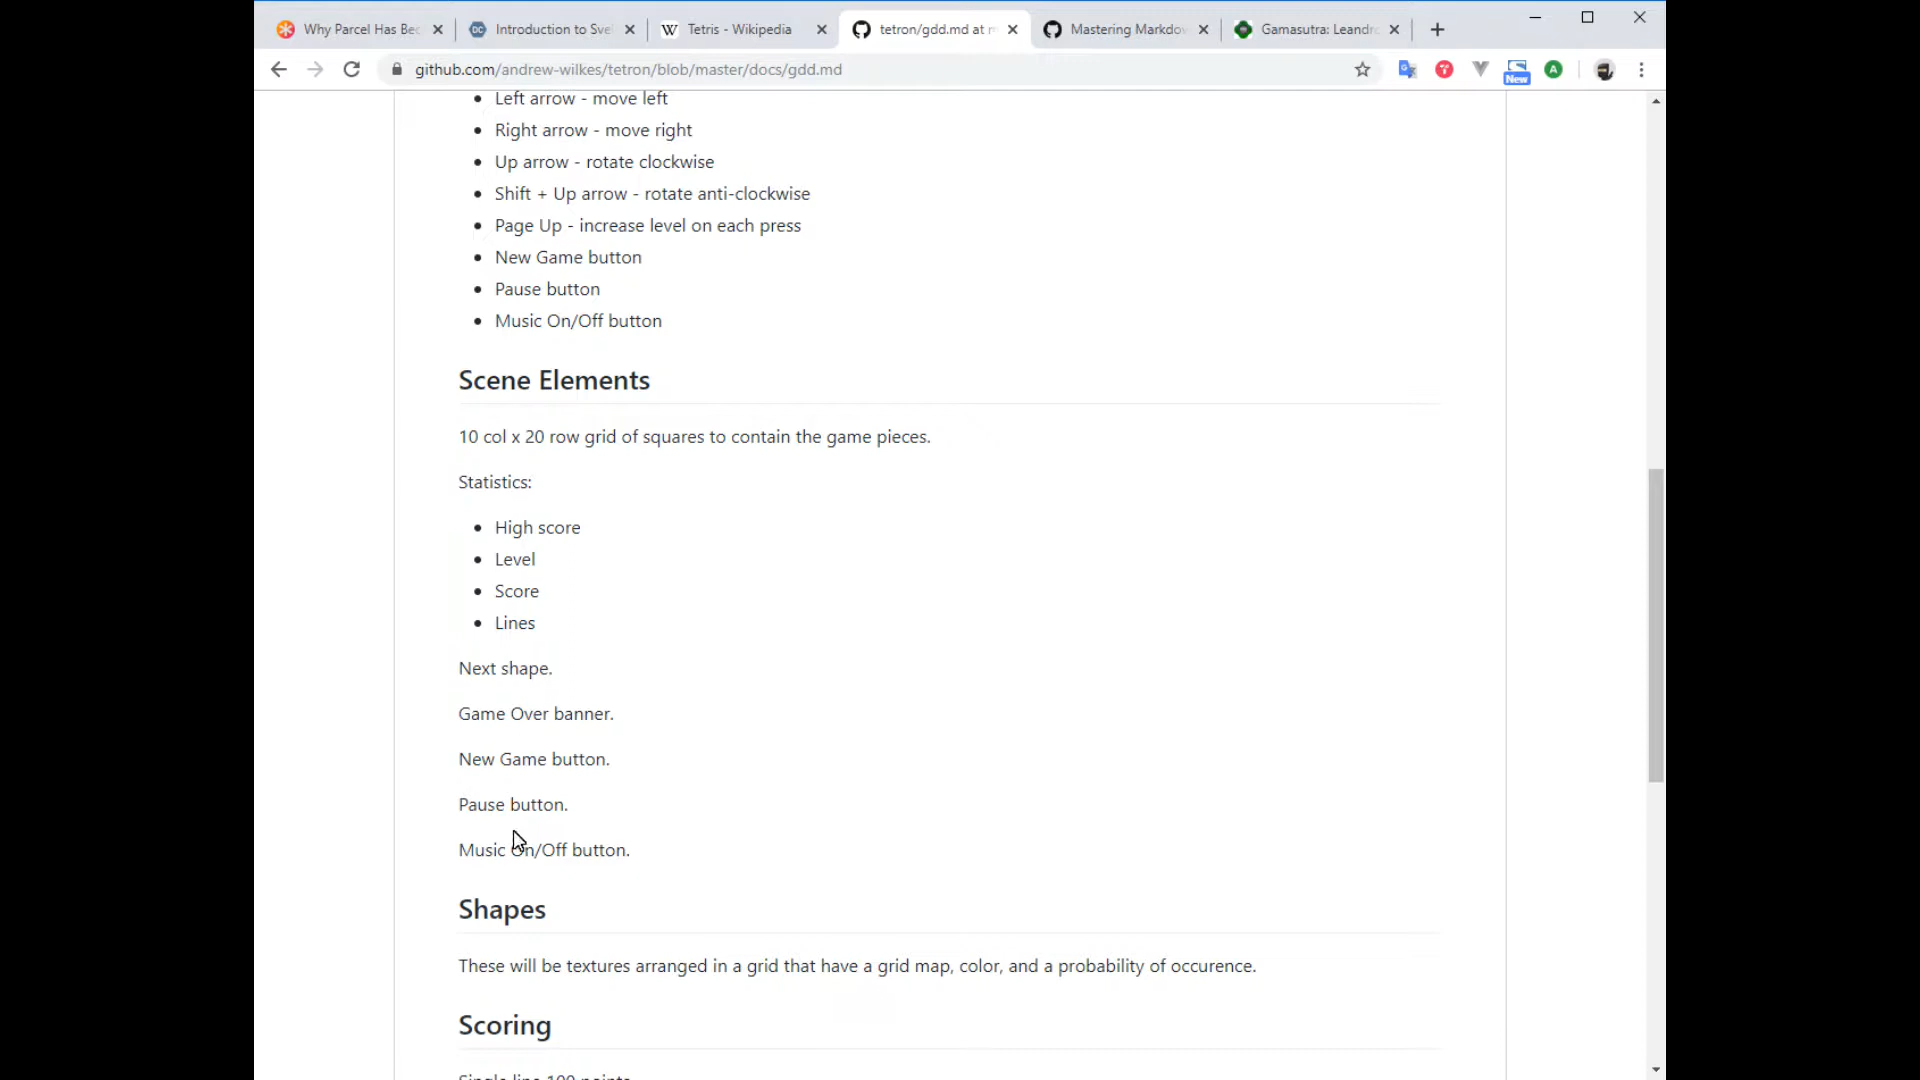 Why Parcel Has Bec
Introduction to Sve
Tetris - Wikipedia
tetron/gdd.md at
Mastering Markdo
Gamasutra: Leandr
github.com/andrew-wilkes/tetron/blob/master/docs/gdd.md
New
A
Left arrow - move left
Right arrow - move right
Up arrow - rotate clockwise
Shift + Up arrow - rotate anti-clockwise
Page Up - increase level on each press
New Game button
Pause button
Music On/Off button
Scene Elements
10 col x 20 row grid of squares to contain the game pieces.
Statistics:
High score
Level
Score
Lines
Next shape.
Game Over banner.
New Game button.
Pause button.
Music On/Off button.
Shapes
These will be textures arranged in a grid that have a grid map, color, and a probability of occurence.
Scoring
Single line 100 points